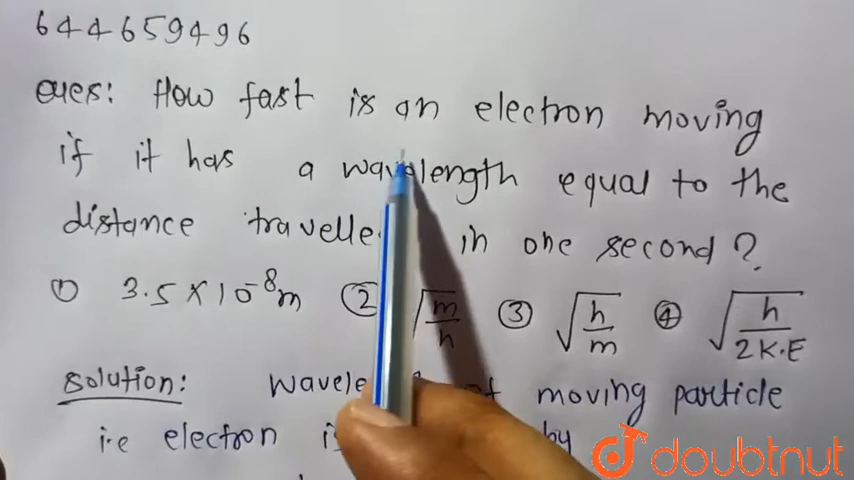 644659496
Ques: How fast is an electron moving
if it has a wavelength equal to the
distance in one second?
① 3.5 × 10⁻⁸m ② √m/h ③ √h/m ④ √h/2K.E
Solution: of moving particle
i.e electron by
doubtnut